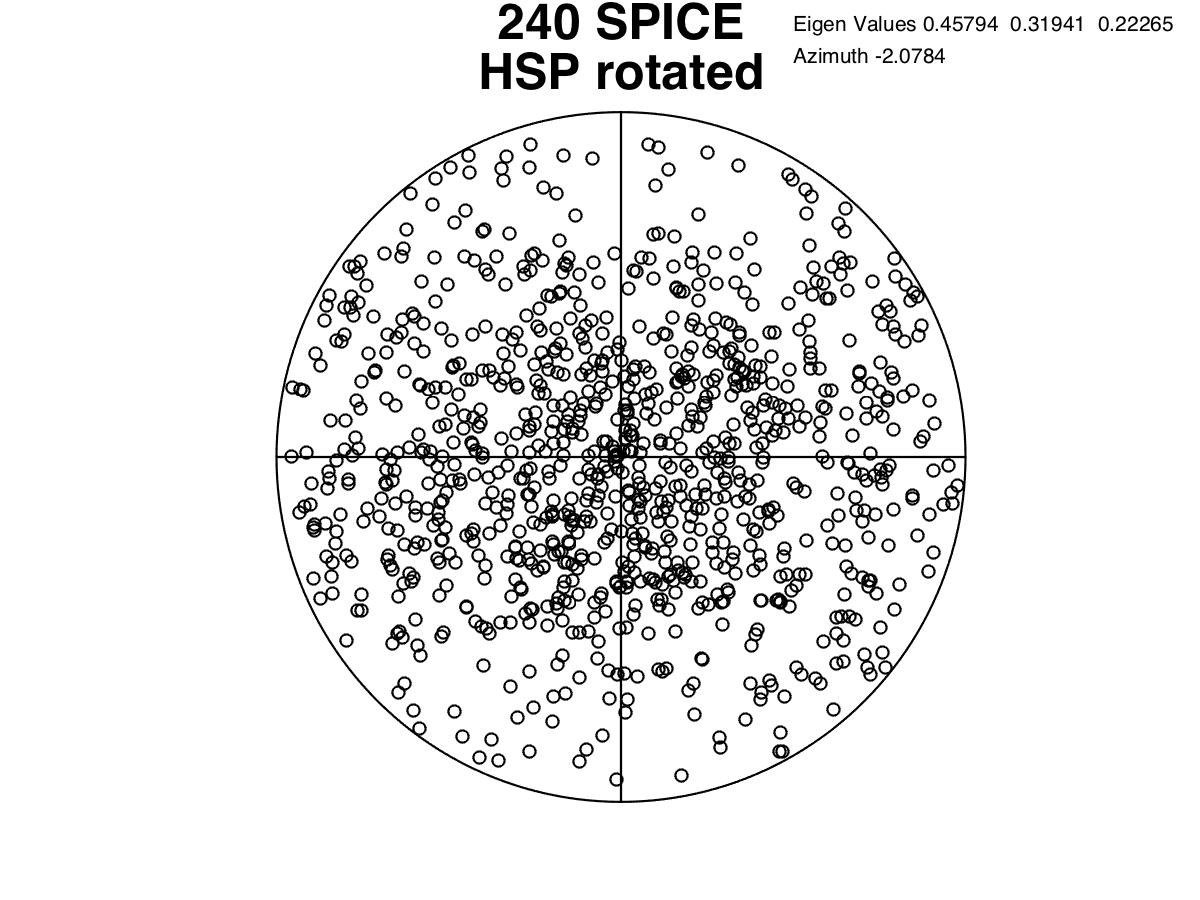 240 SPICE
HSP rotated
Eigen Values 0.45794 0.31941 0.22265
Azimuth -2.0784